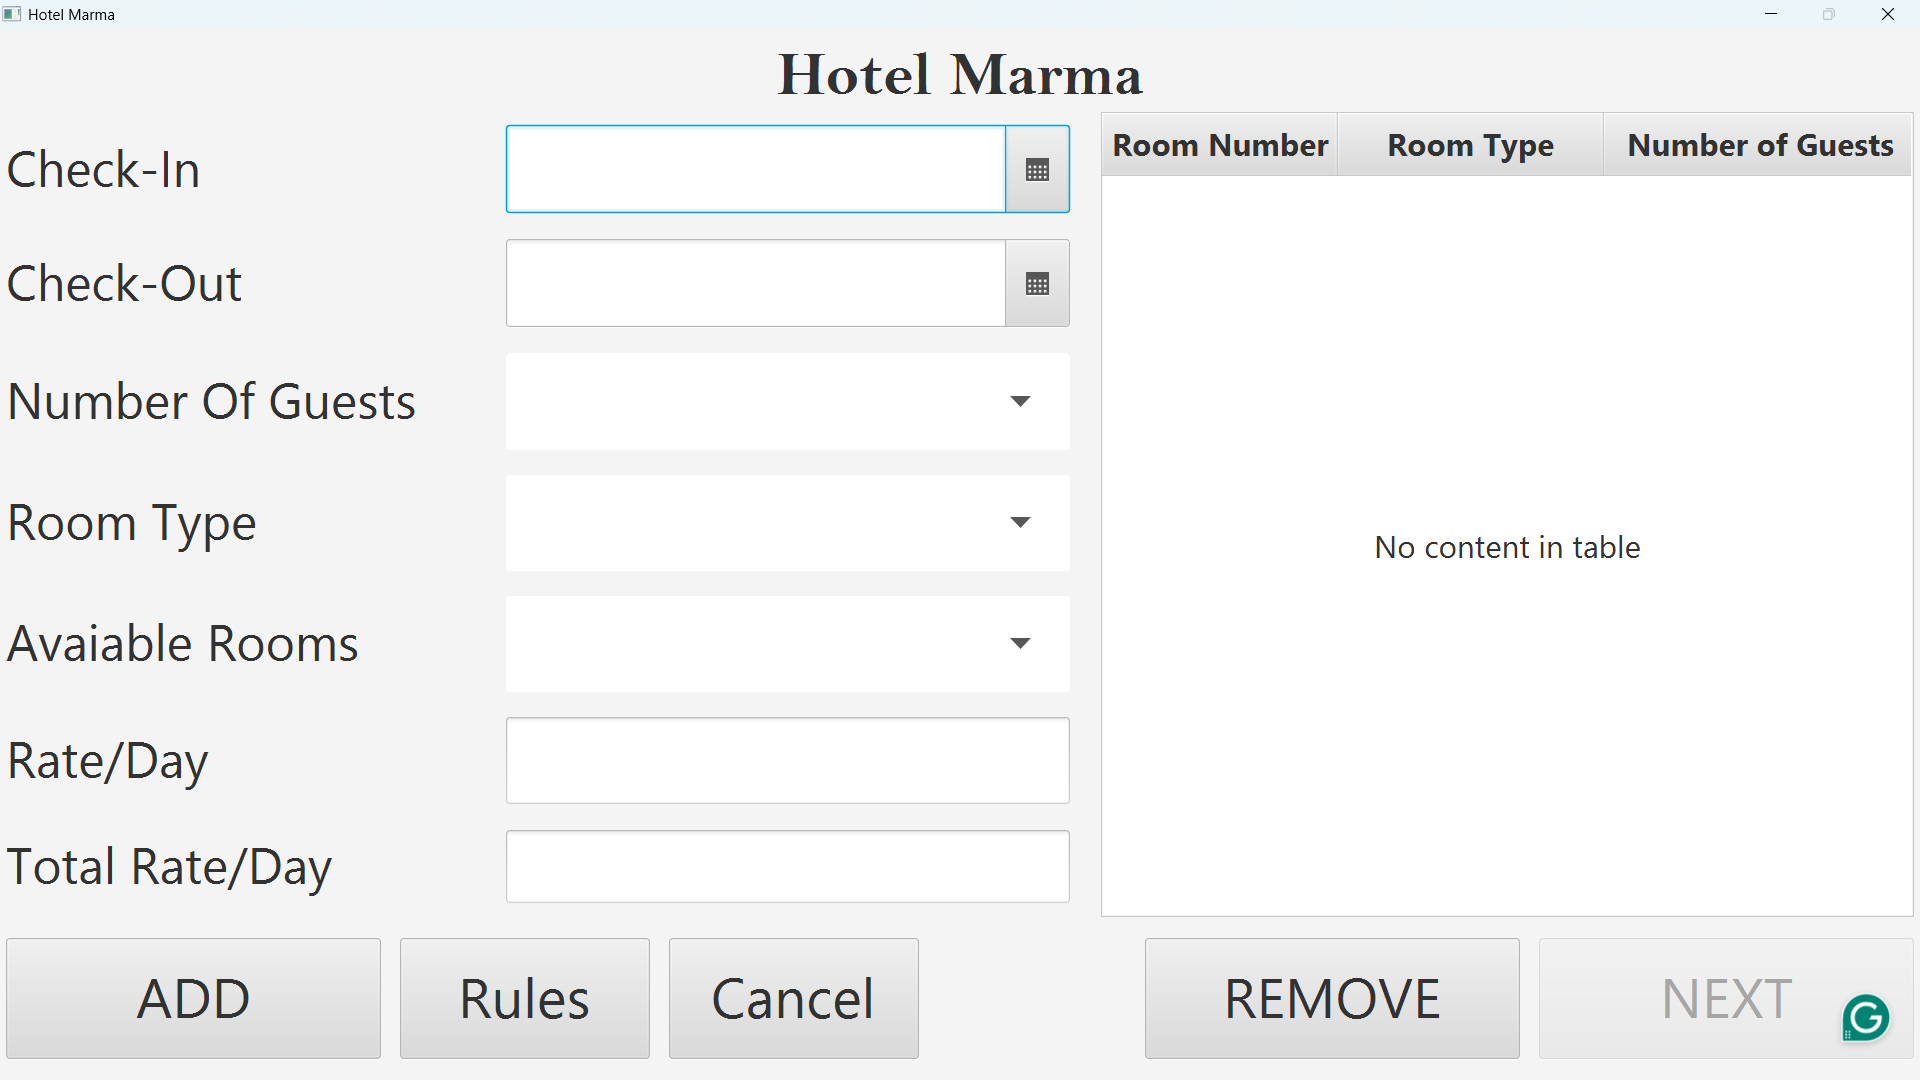 Hotel Marma
Hotel Marma
Check-In
Check-Out
Number Of Guests
Room Type
Avaiable Rooms
Rate/Day
Total Rate/Day
Room Number Room Type Number of Guests
No content in table
ADD Rules Cancel REMOVE NEXT
G